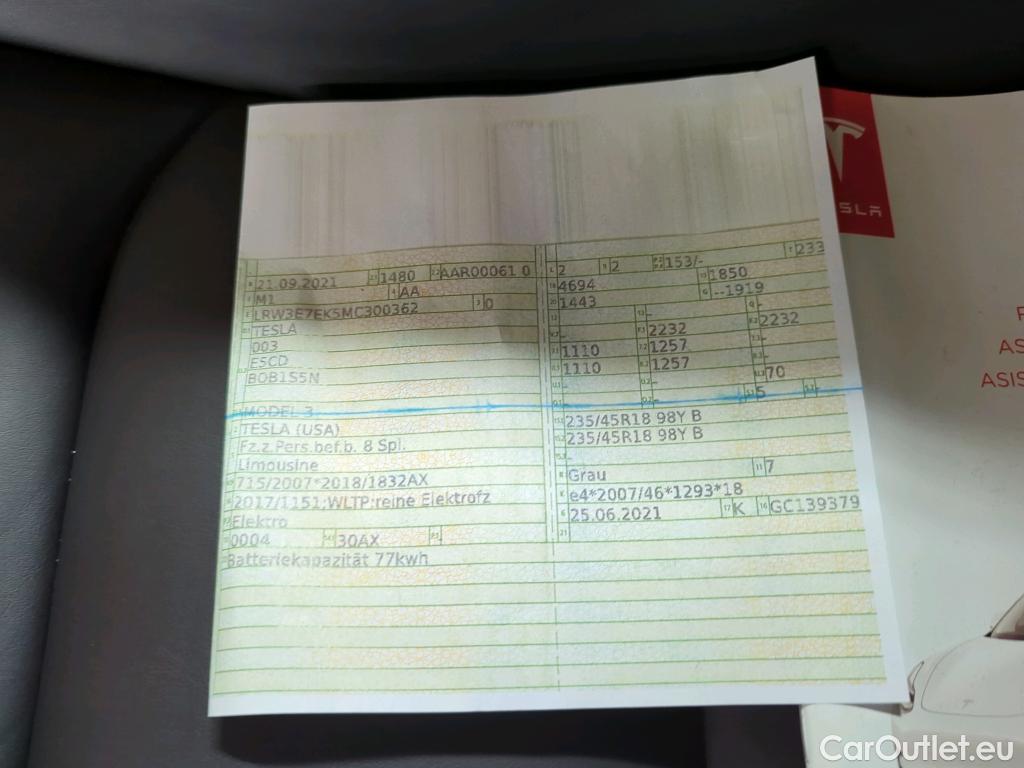 21.09.2021 1480 AAR00061 0
M1 AA
LRW3E7EK5MC300362 0
TESLA
003
E5CD
B0B1S5N
MODEL 3
TESLA (USA)
Fz.z.Pers.bef.b. 8 Spl.
Limousine
715/2007*2018/1832AX
2017/1151;WLTP:reine Elektrofz
Elektro
0004 30AX
Batteriekapazität 77kwh
2 2 153/- 233
4694 1850
1443 --1919
- -
- 2232 2232
1110 1257 -
1110 1257 -
- - 70
- - 5 -
235/45R18 98Y B
235/45R18 98Y B
-
Grau 7
e4*2007/46*1293*18
25.06.2021 K GC139379
SLA
AS
ASIS
CarOutlet.eu